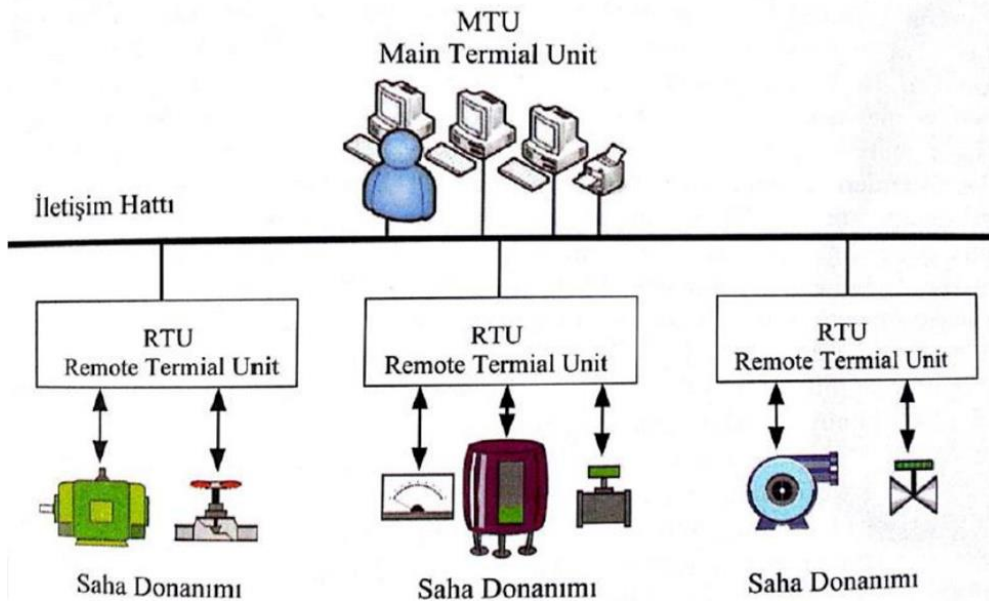 MTU
Main Termial Unit
İletişim Hattı
RTU
Remote Termial Unit
RTU
Remote Termial Unit
RTU
Remote Termial Unit
Saha Donanımı
Saha Donanımı
Saha Donanımı